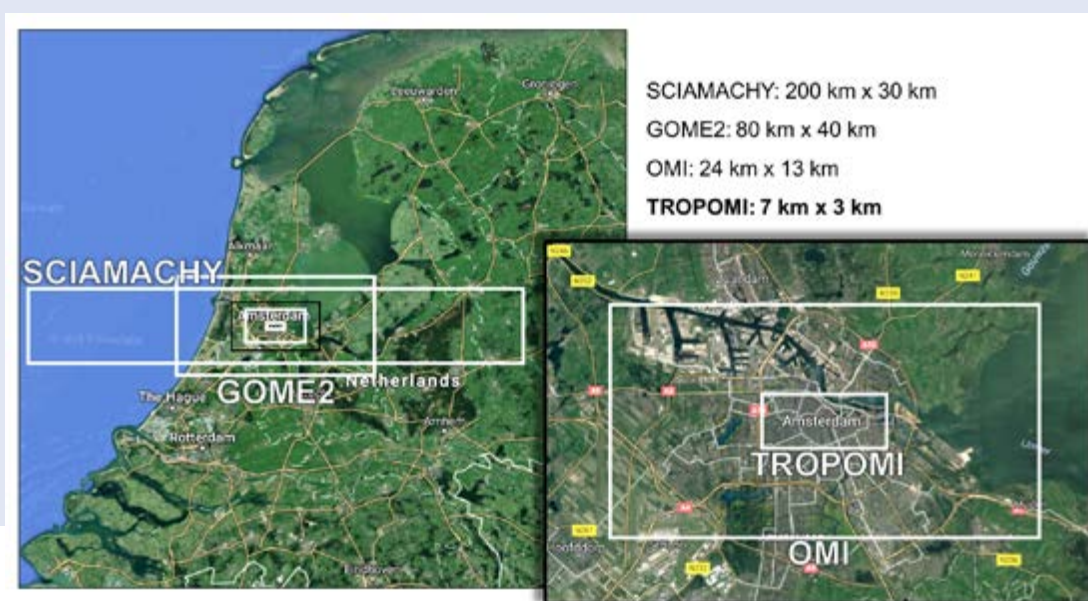 SCIAMACHY: 200 km x 30 km
GOME2: 80 km x 40 km
OMI: 24 km x 13 km
TROPOMI: 7 km x 3 km
Leeuwarden
Groningen
Alkmaar
SCIAMACHY
Amsterdam
GOME2
Netherlands
The Hague
Rotterdam
Arnhem
Eindhoven
Amsterdam
TROPOMI
OMI